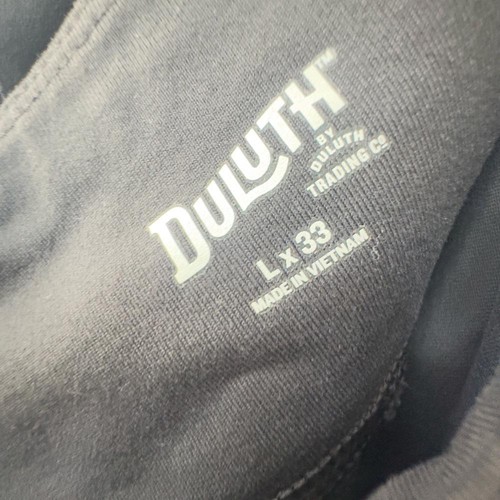 DULUTH™
BY
DULUTH
TRADING CO
L x 33
MADE IN VIETNAM